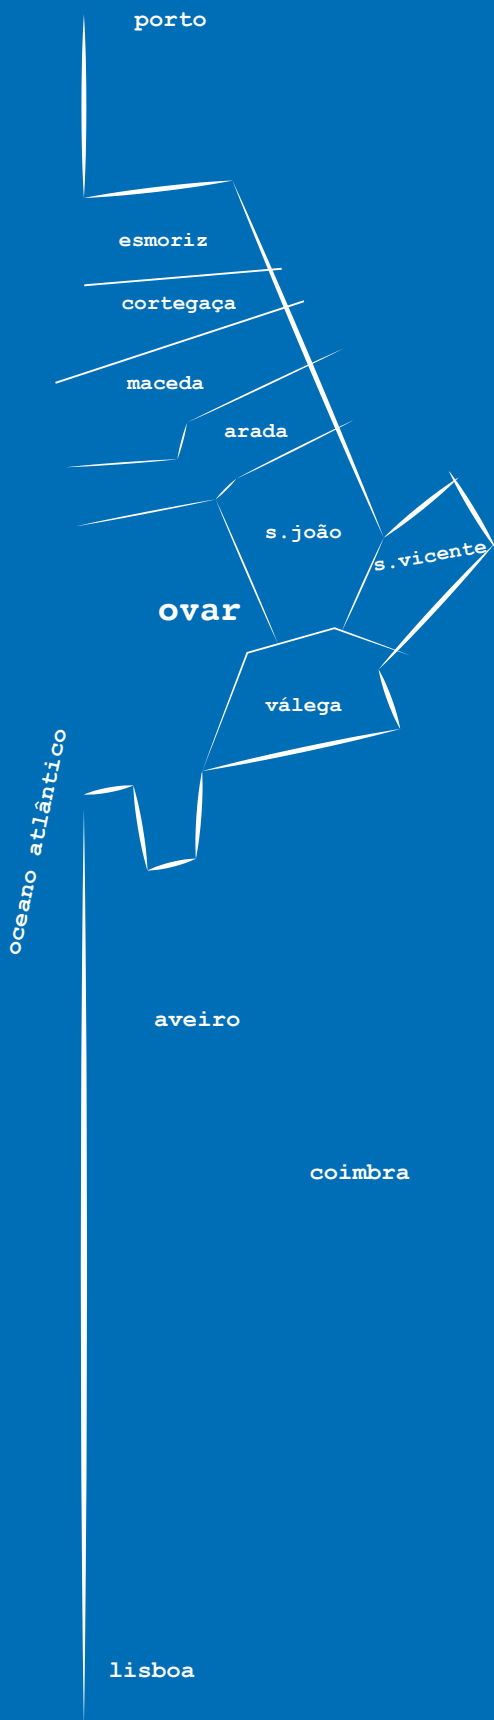 porto
esmoriz
cortegaça
maceda
arada
s.joão
s.vicente
ovar
válega
oceano atlântico
aveiro
coimbra
lisboa